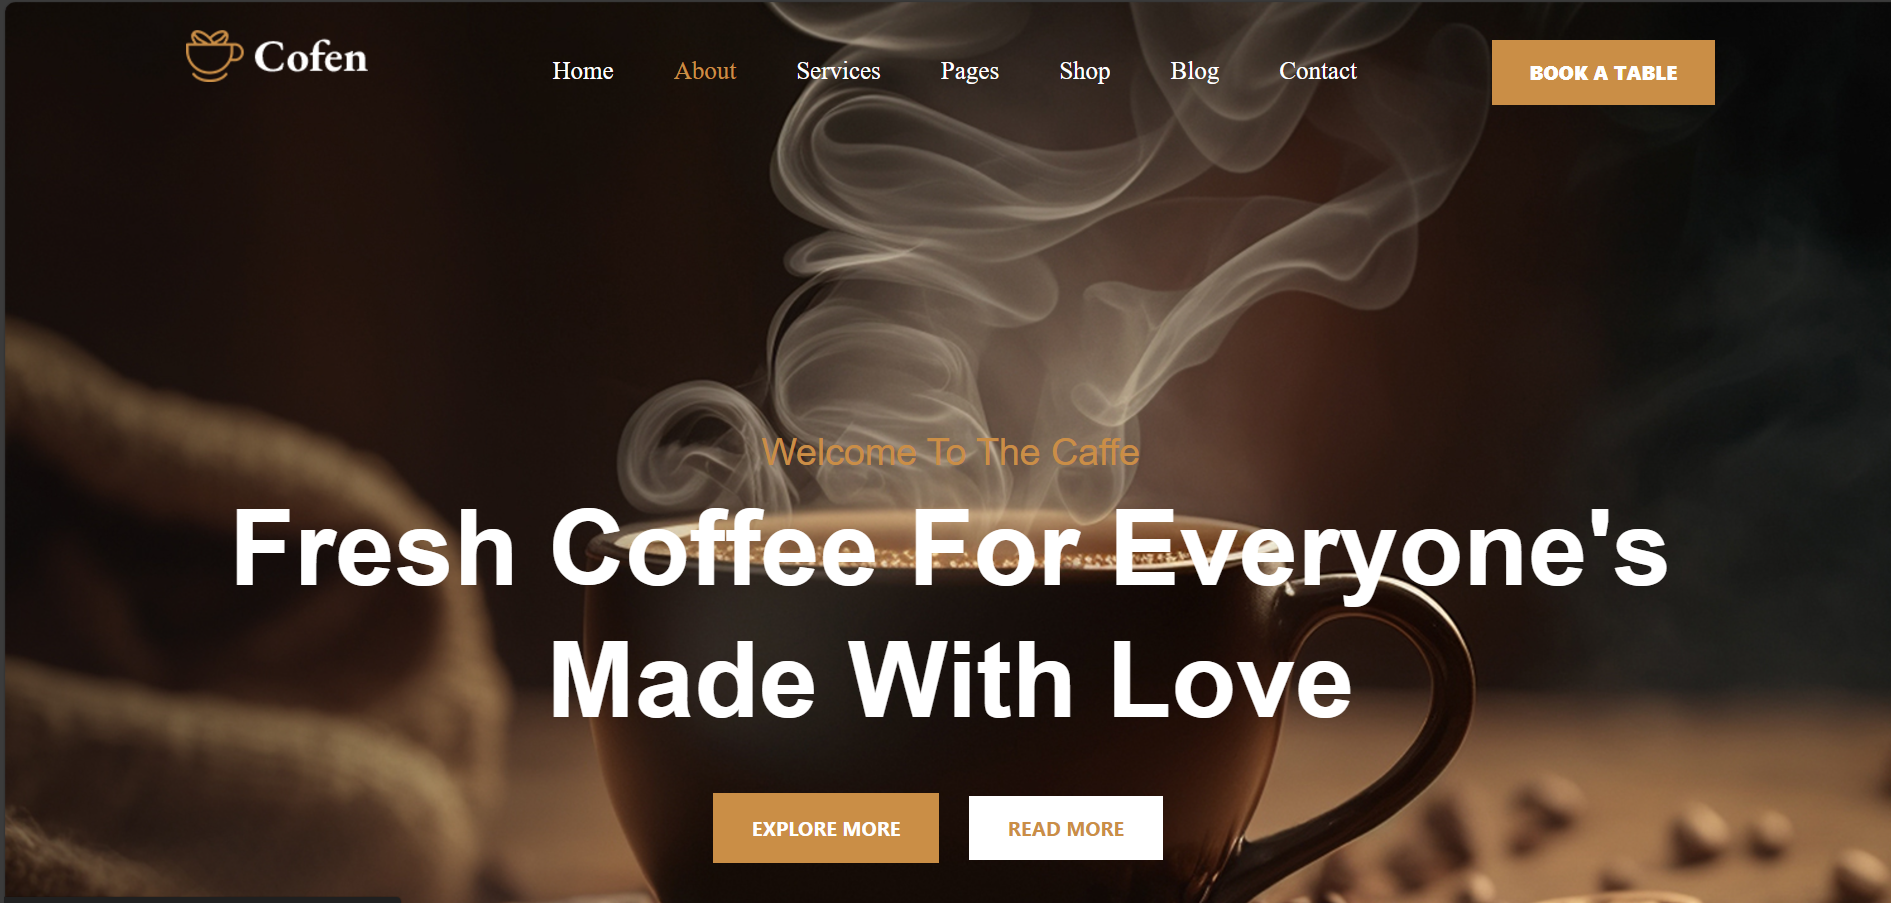 Cofen
Home About Services Pages Shop Blog Contact
BOOK A TABLE
Welcome To The Caffe
Fresh Coffee For Everyone's
Made With Love
EXPLORE MORE
READ MORE